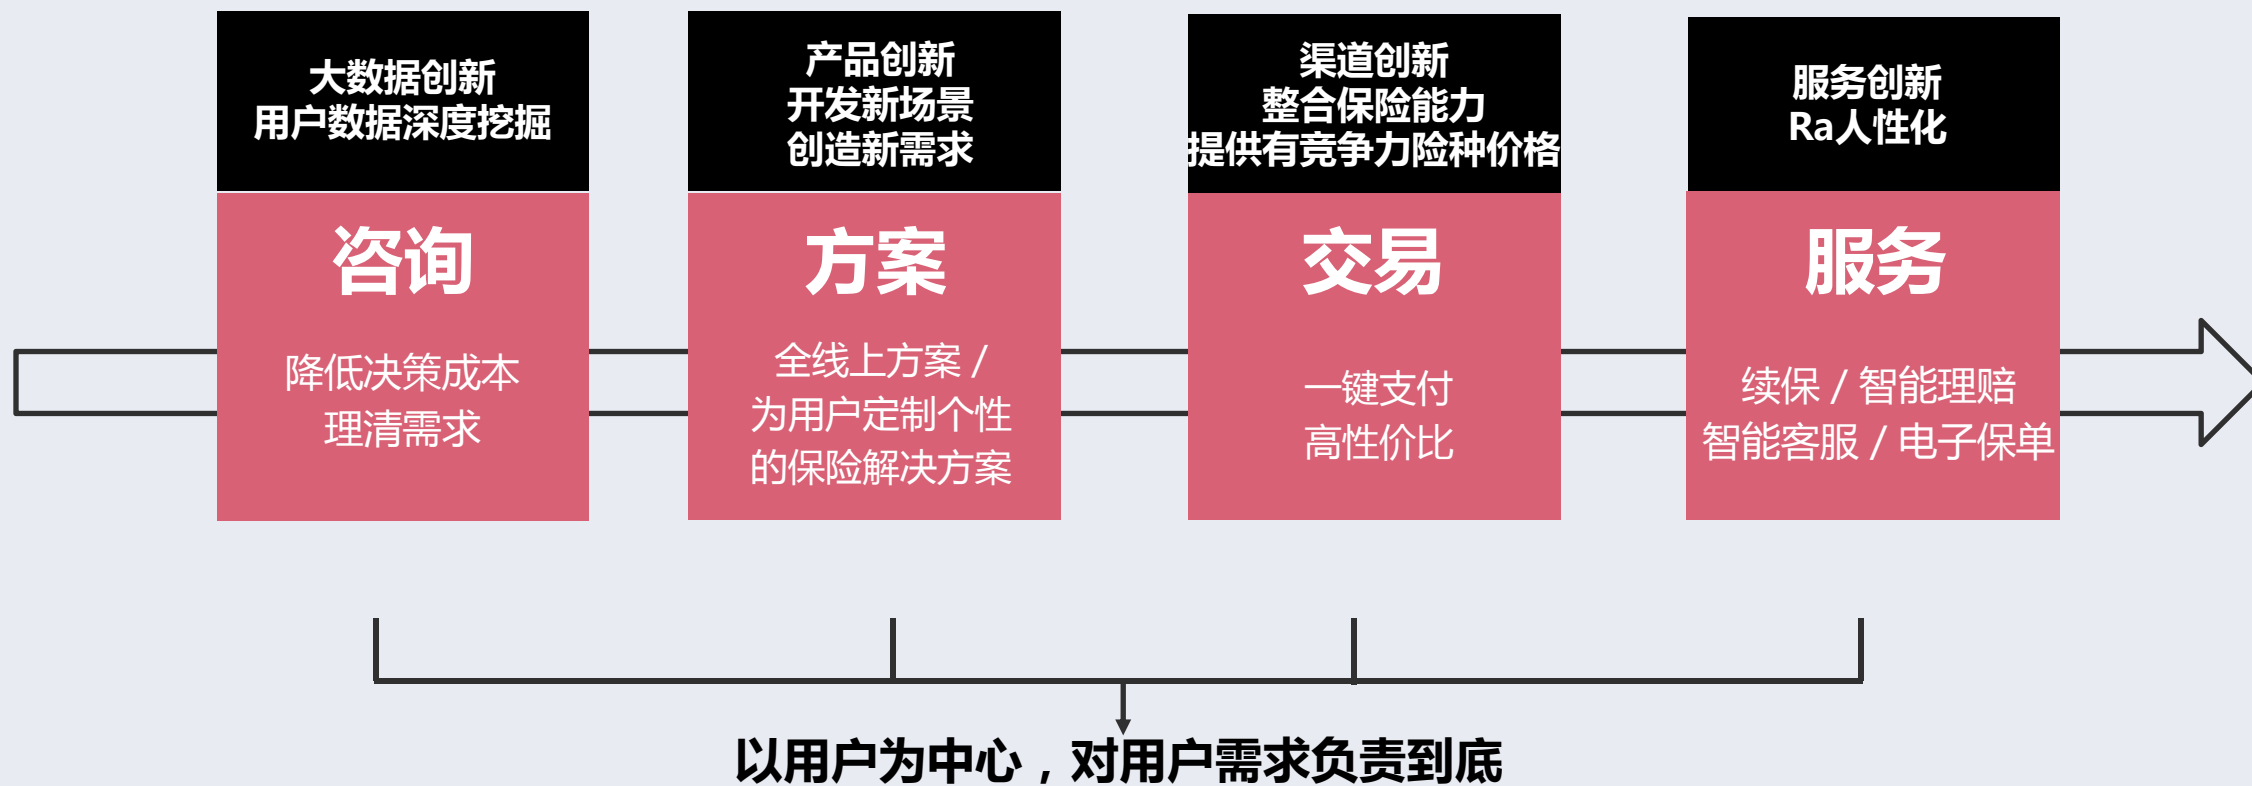 大数据创新
用户数据深度挖掘
咨询
降低决策成本
理清需求
产品创新
开发新场景
创造新需求
方案
全线上方案 /
为用户定制个性
的保险解决方案
渠道创新
整合保险能力
提供有竞争力险种价格
交易
一键支付
高性价比
服务创新
Ra人性化
服务
续保 / 智能理赔
智能客服 / 电子保单
以用户为中心，对用户需求负责到底